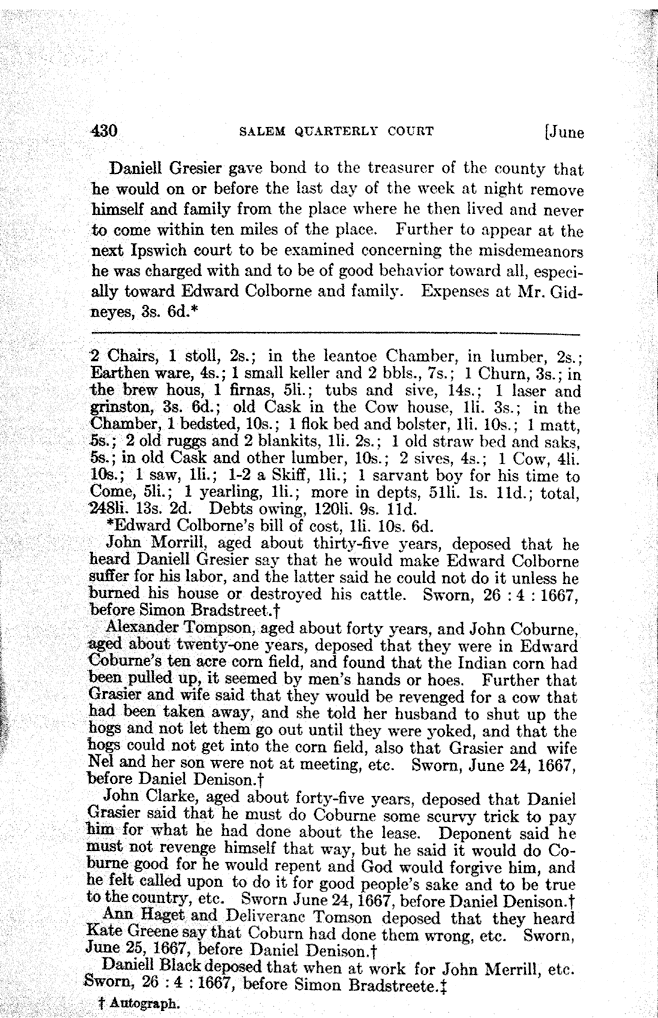 430 SALEM QUARTERLY COURT [June
Daniell Gresier gave bond to the treasurer of the county that
he would on or before the last day of the week at night remove
himself and family from the place where he then lived and never
to come within ten miles of the place. Further to appear at the
next Ipswich court to be examined concerning the misdemeanors
he was charged with and to be of good behavior toward all, especi-
ally toward Edward Colborne and family. Expenses at Mr. Gid-
neyes, 3s. 6d.*
2 Chairs, 1 stoll, 2s.; in the leantoe Chamber, in lumber, 2s.;
Earthen ware, 4s.; 1 small keller and 2 bbls., 7s.; 1 Churn, 3s.; in
the brew hous, 1 firnas, 5li.; tubs and sive, 14s.; 1 laser and
grinston, 3s. 6d.; old Cask in the Cow house, 1li. 3s.; in the
Chamber, 1 bedsted, 10s.; 1 flok bed and bolster, 1li. 10s.; 1 matt,
5s.; 2 old ruggs and 2 blankits, 1li. 2s.; 1 old straw bed and saks,
5s.; in old Cask and other lumber, 10s.; 2 sives, 4s.; 1 Cow, 4li.
10s.; 1 saw, 1li.; 1-2 a Skiff, 1li.; 1 sarvant boy for his time to
Come, 5li.; 1 yearling, 1li.; more in depts, 51li. 1s. 11d.; total,
248li. 13s. 2d. Debts owing, 120li. 9s. 11d.
*Edward Colborne's bill of cost, 1li. 10s. 6d.
John Morrill, aged about thirty-five years, deposed that he
heard Daniell Gresier say that he would make Edward Colborne
suffer for his labor, and the latter said he could not do it unless he
burned his house or destroyed his cattle. Sworn, 26 : 4 : 1667,
before Simon Bradstreet.†
Alexander Tompson, aged about forty years, and John Coburne,
aged about twenty-one years, deposed that they were in Edward
Coburne's ten acre corn field, and found that the Indian corn had
been pulled up, it seemed by men's hands or hoes. Further that
Grasier and wife said that they would be revenged for a cow that
had been taken away, and she told her husband to shut up the
hogs and not let them go out until they were yoked, and that the
hogs could not get into the corn field, also that Grasier and wife
Nel and her son were not at meeting, etc. Sworn, June 24, 1667,
before Daniel Denison.†
John Clarke, aged about forty-five years, deposed that Daniel
Grasier said that he must do Coburne some scurvy trick to pay
him for what he had done about the lease. Deponent said he
must not revenge himself that way, but he said it would do Co-
burne good for he would repent and God would forgive him, and
he felt called upon to do it for good people's sake and to be true
to the country, etc. Sworn June 24, 1667, before Daniel Denison.†
Ann Haget and Deliveranc Tomson deposed that they heard
Kate Greene say that Coburn had done them wrong, etc. Sworn,
June 25, 1667, before Daniel Denison.†
Daniell Black deposed that when at work for John Merrill, etc.
Sworn, 26 : 4 : 1667, before Simon Bradstreete.‡
† Autograph.